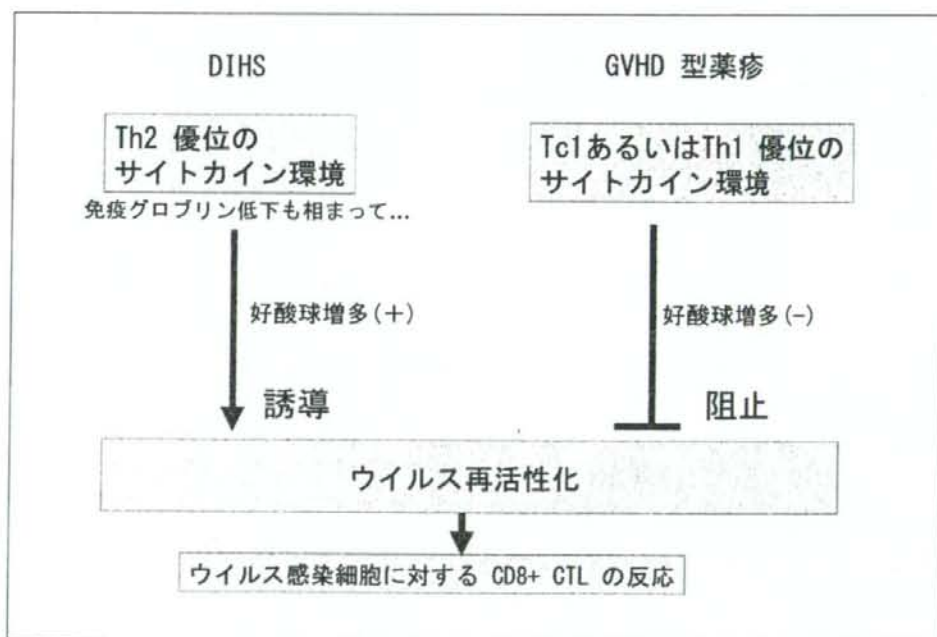 DIHS
GVHD 型薬疹
Th2 優位の
サイトカイン環境
Tc1あるいはTh1 優位の
サイトカイン環境
免疫グロブリン低下も相まって...
好酸球増多(+)
好酸球増多(-)
誘導
阻止
ウイルス再活性化
ウイルス感染細胞に対する CD8+ CTL の反応